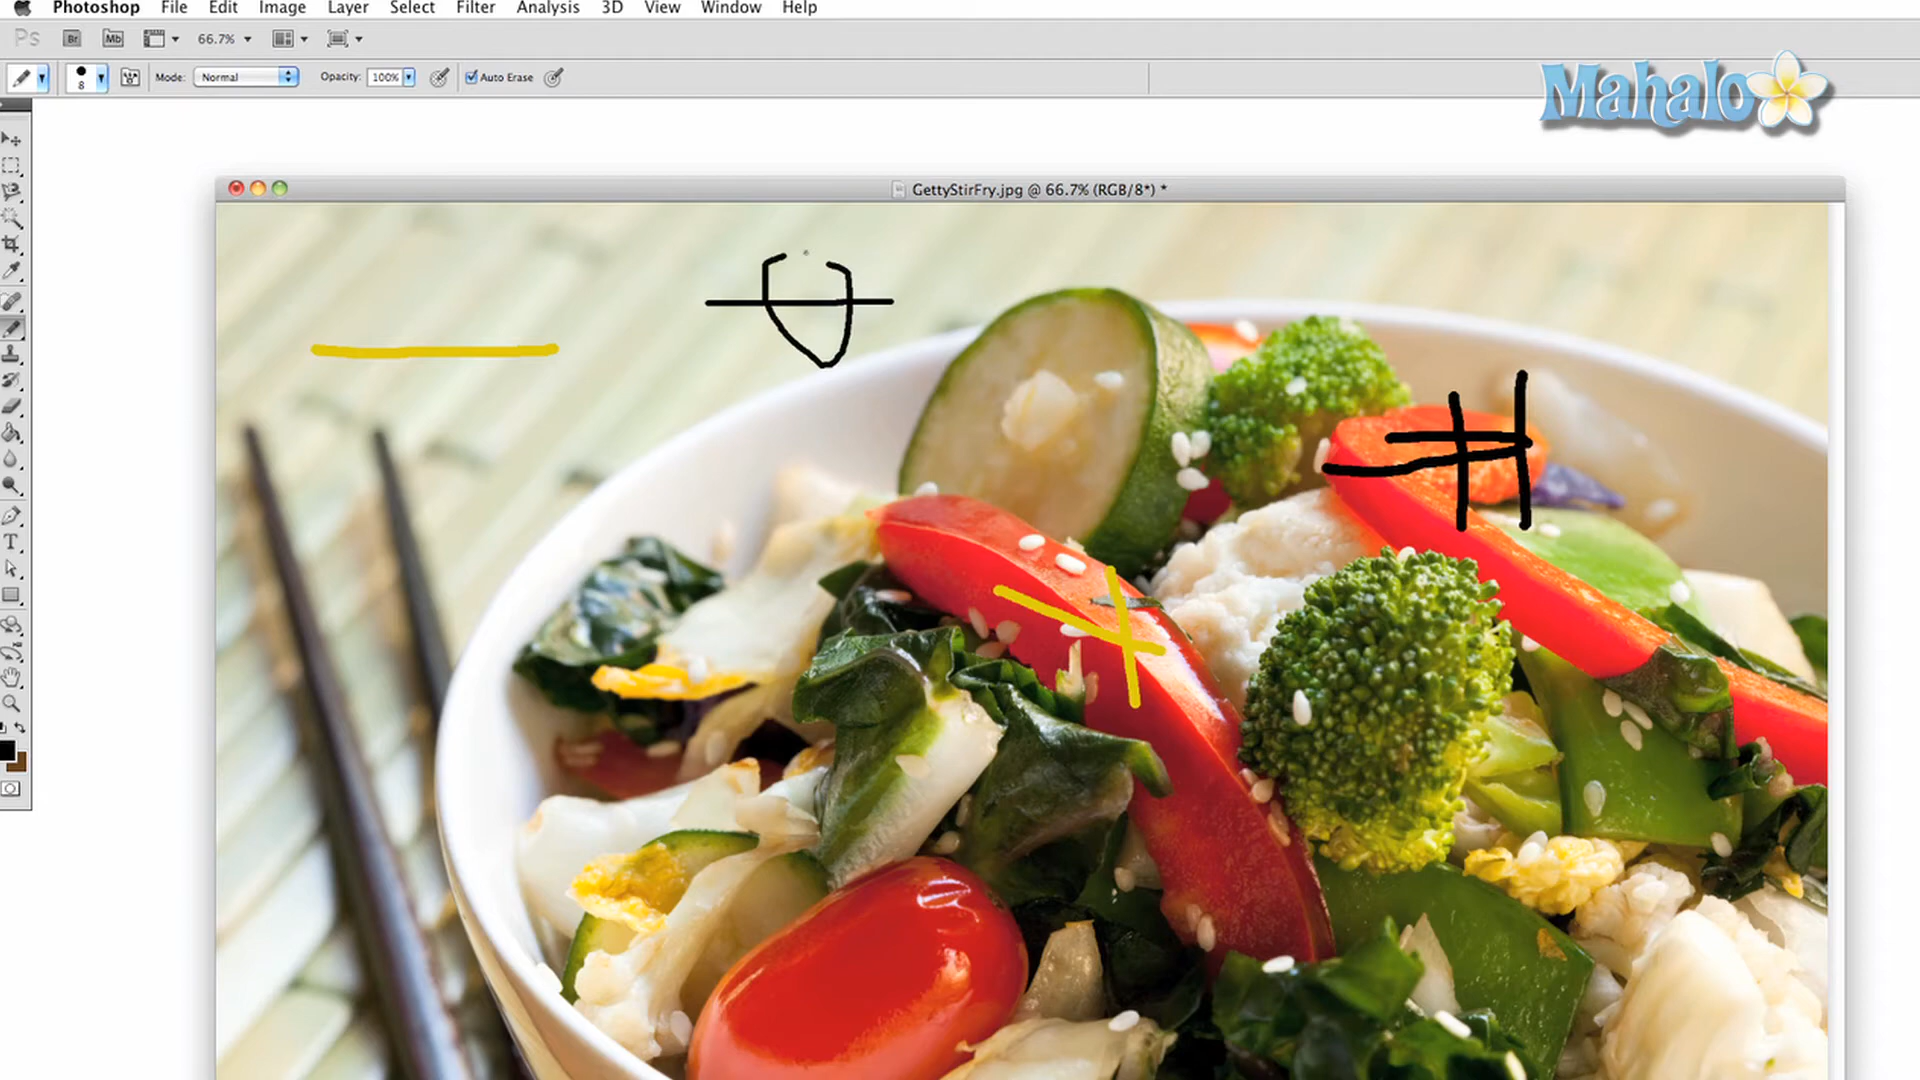 Photoshop File Edit Image Layer Select Filter Analysis 3D View Window Help
Ps Br Mb 66.7%
8 Mode: Normal Opacity: 100% Auto Erase
Mahalo
GettyStirFry.jpg @ 66.7% (RGB/8*) *
T